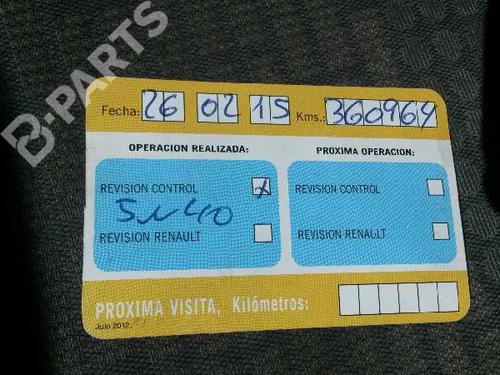 Fecha: 26 02 15 Kms.: 360964
OPERACION REALIZADA:
REVISION CONTROL X
5W40
REVISION RENAULT
PROXIMA OPERACION:
REVISION CONTROL
REVISION RENAULT
PROXIMA VISITA, Kilómetros:
Julio 2012.
B-PARTS